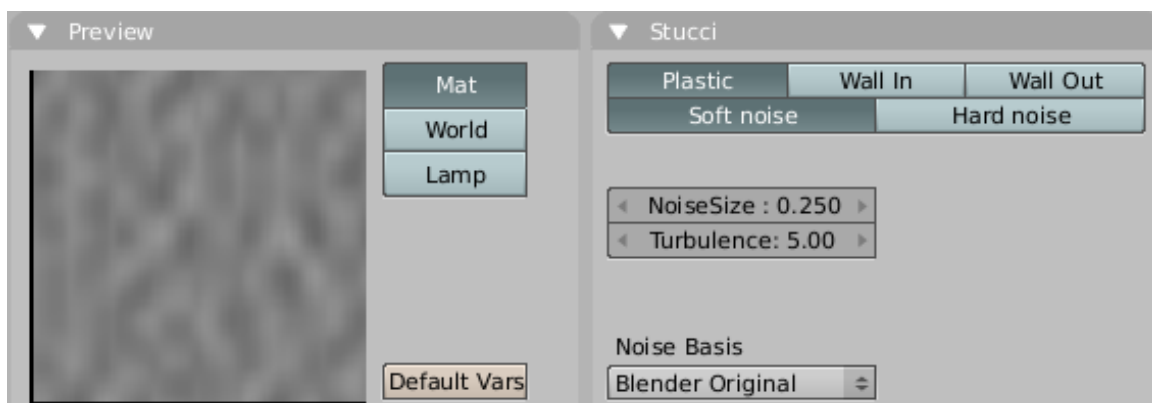 Preview
Mat
World
Lamp
Default Vars
Stucci
Plastic Wall In Wall Out
Soft noise Hard noise
NoiseSize : 0.250
Turbulence: 5.00
Noise Basis
Blender Original